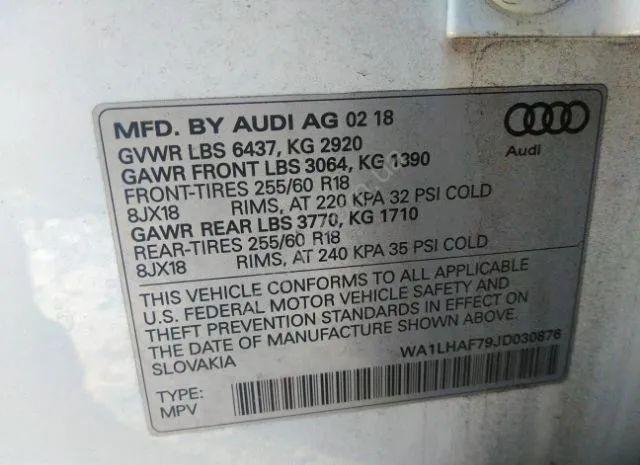 MFD. BY AUDI AG 02 18
GVWR LBS 6437, KG 2920
GAWR FRONT LBS 3064, KG 1390
FRONT-TIRES 255/60 R18
8JX18 RIMS, AT 220 KPA 32 PSI COLD
GAWR REAR LBS 3770, KG 1710
REAR-TIRES 255/60 R18
8JX18 RIMS, AT 240 KPA 35 PSI COLD
Audi
THIS VEHICLE CONFORMS TO ALL APPLICABLE
U.S. FEDERAL MOTOR VEHICLE SAFETY AND
THEFT PREVENTION STANDARDS IN EFFECT ON
THE DATE OF MANUFACTURE SHOWN ABOVE.
SLOVAKIA
WA1LHAF79JD030876
TYPE:
MPV